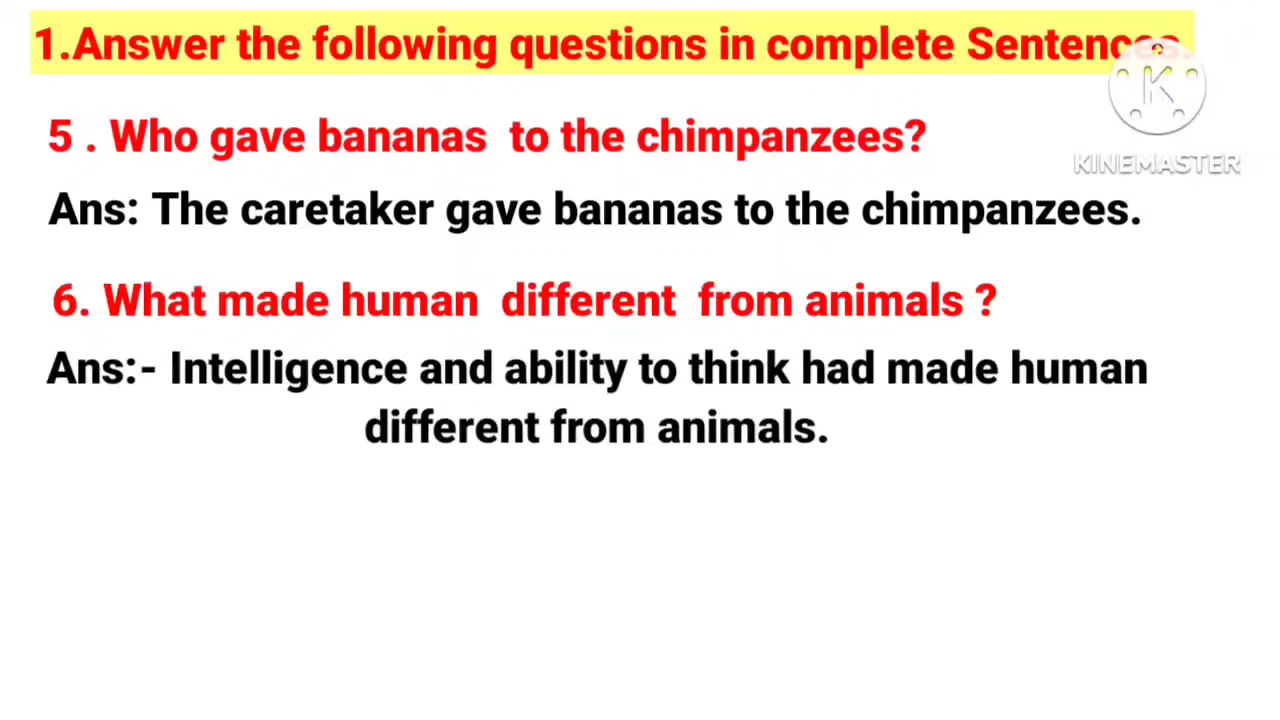 1.Answer the following questions in complete Sentences.
K
KINEMASTER
5 . Who gave bananas to the chimpanzees?
Ans: The caretaker gave bananas to the chimpanzees.
6. What made human different from animals ?
Ans:- Intelligence and ability to think had made human
different from animals.